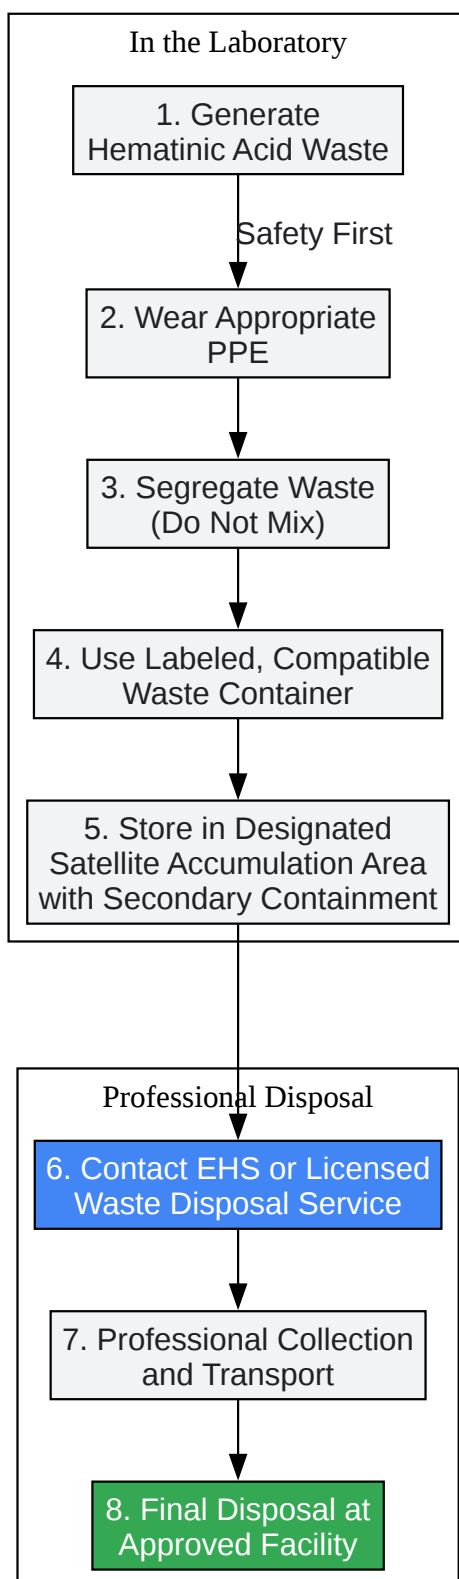 In the Laboratory
1. Generate
Hematinic Acid Waste
Safety First
2. Wear Appropriate
PPE
3. Segregate Waste
(Do Not Mix)
4. Use Labeled, Compatible
Waste Container
5. Store in Designated
Satellite Accumulation Area
with Secondary Containment
Professional Disposal
6. Contact EHS or Licensed
Waste Disposal Service
7. Professional Collection
and Transport
8. Final Disposal at
Approved Facility